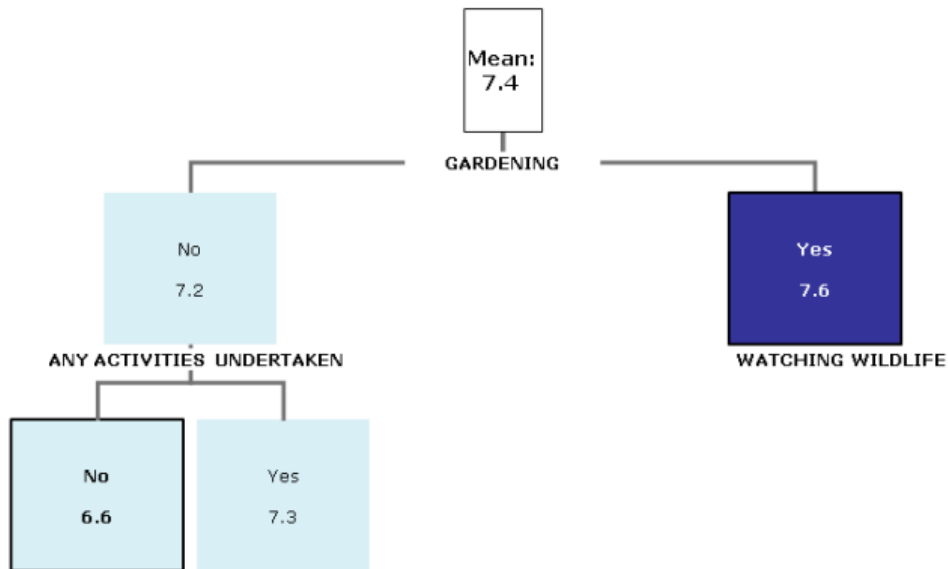 Mean:
7.4
GARDENING
No
7.2
Yes
7.6
ANY ACTIVITIES UNDERTAKEN
WATCHING WILDLIFE
No
6.6
Yes
7.3